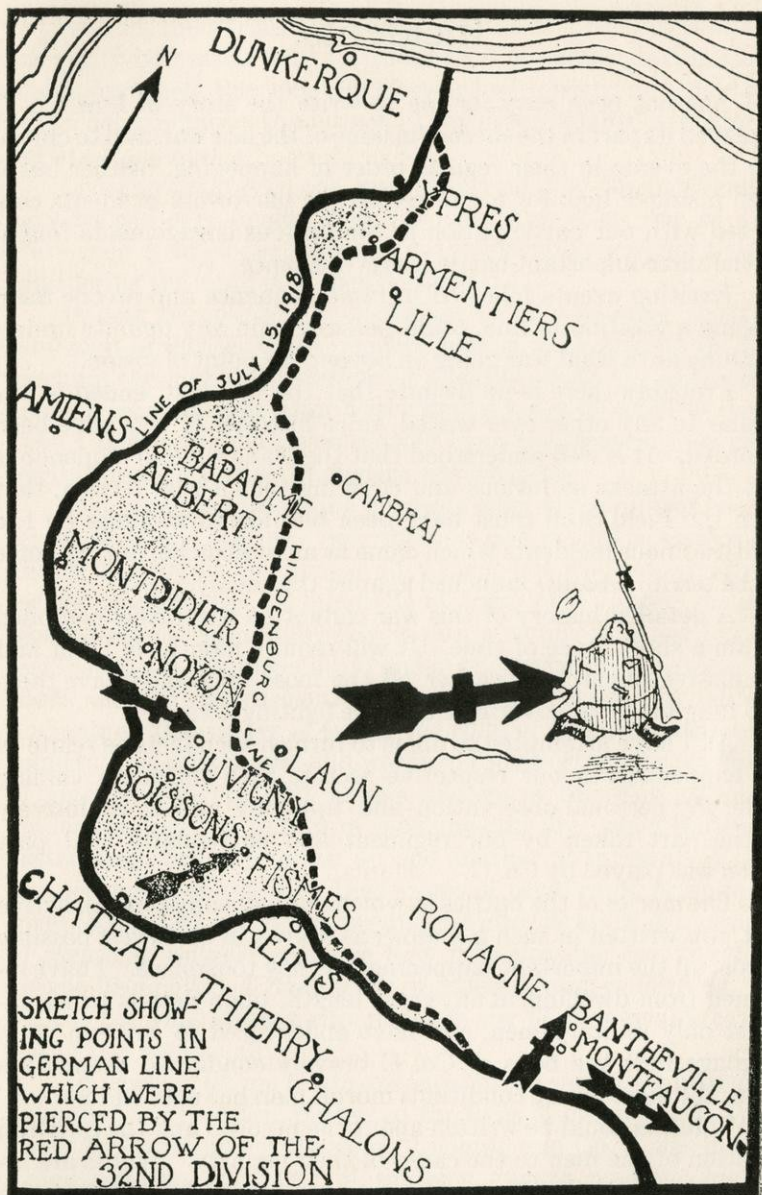 N
DUNKERQUE
YPRES
ARMENTIERS
LILLE
LINE OF JULY 15, 1918
AMIENS
BAPAUME
ALBERT
CAMBRAI
MONTDIDIER
HINDENBURG LINE
NOYON
JUVIGNY
LAON
SOISSONS
FISMES
REIMS
CHATEAU THIERRY
ROMAGNE
BANTHEVILLE
MONTFAUCON
CHALONS
SKETCH SHOW-
ING POINTS IN
GERMAN LINE
WHICH WERE
PIERCED BY THE
RED ARROW OF THE
32ND DIVISION